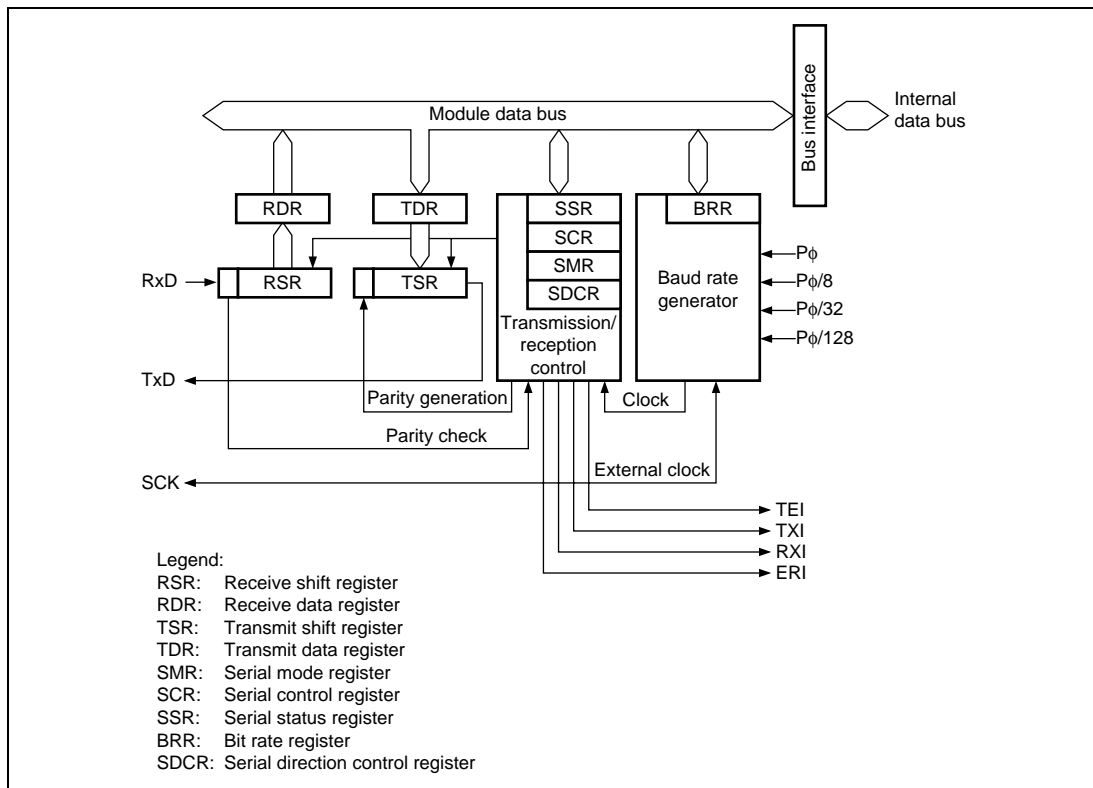 Module data bus
Bus interface
Internal
data bus
RDR
TDR
SSR
BRR
SCR
SMR
SDCR
RxD
RSR
TSR
Baud rate
generator
Pϕ
Pϕ/8
Pϕ/32
Pϕ/128
Transmission/
reception
control
TxD
Parity generation
Clock
Parity check
External clock
SCK
TEI
TXI
RXI
ERI
Legend:
RSR: Receive shift register
RDR: Receive data register
TSR: Transmit shift register
TDR: Transmit data register
SMR: Serial mode register
SCR: Serial control register
SSR: Serial status register
BRR: Bit rate register
SDCR: Serial direction control register